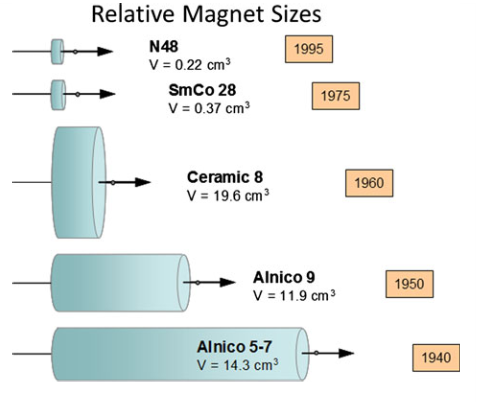 Relative Magnet Sizes
N48
V = 0.22 cm³
1995
SmCo 28
V = 0.37 cm³
1975
Ceramic 8
V = 19.6 cm³
1960
Alnico 9
V = 11.9 cm³
1950
Alnico 5-7
V = 14.3 cm³
1940